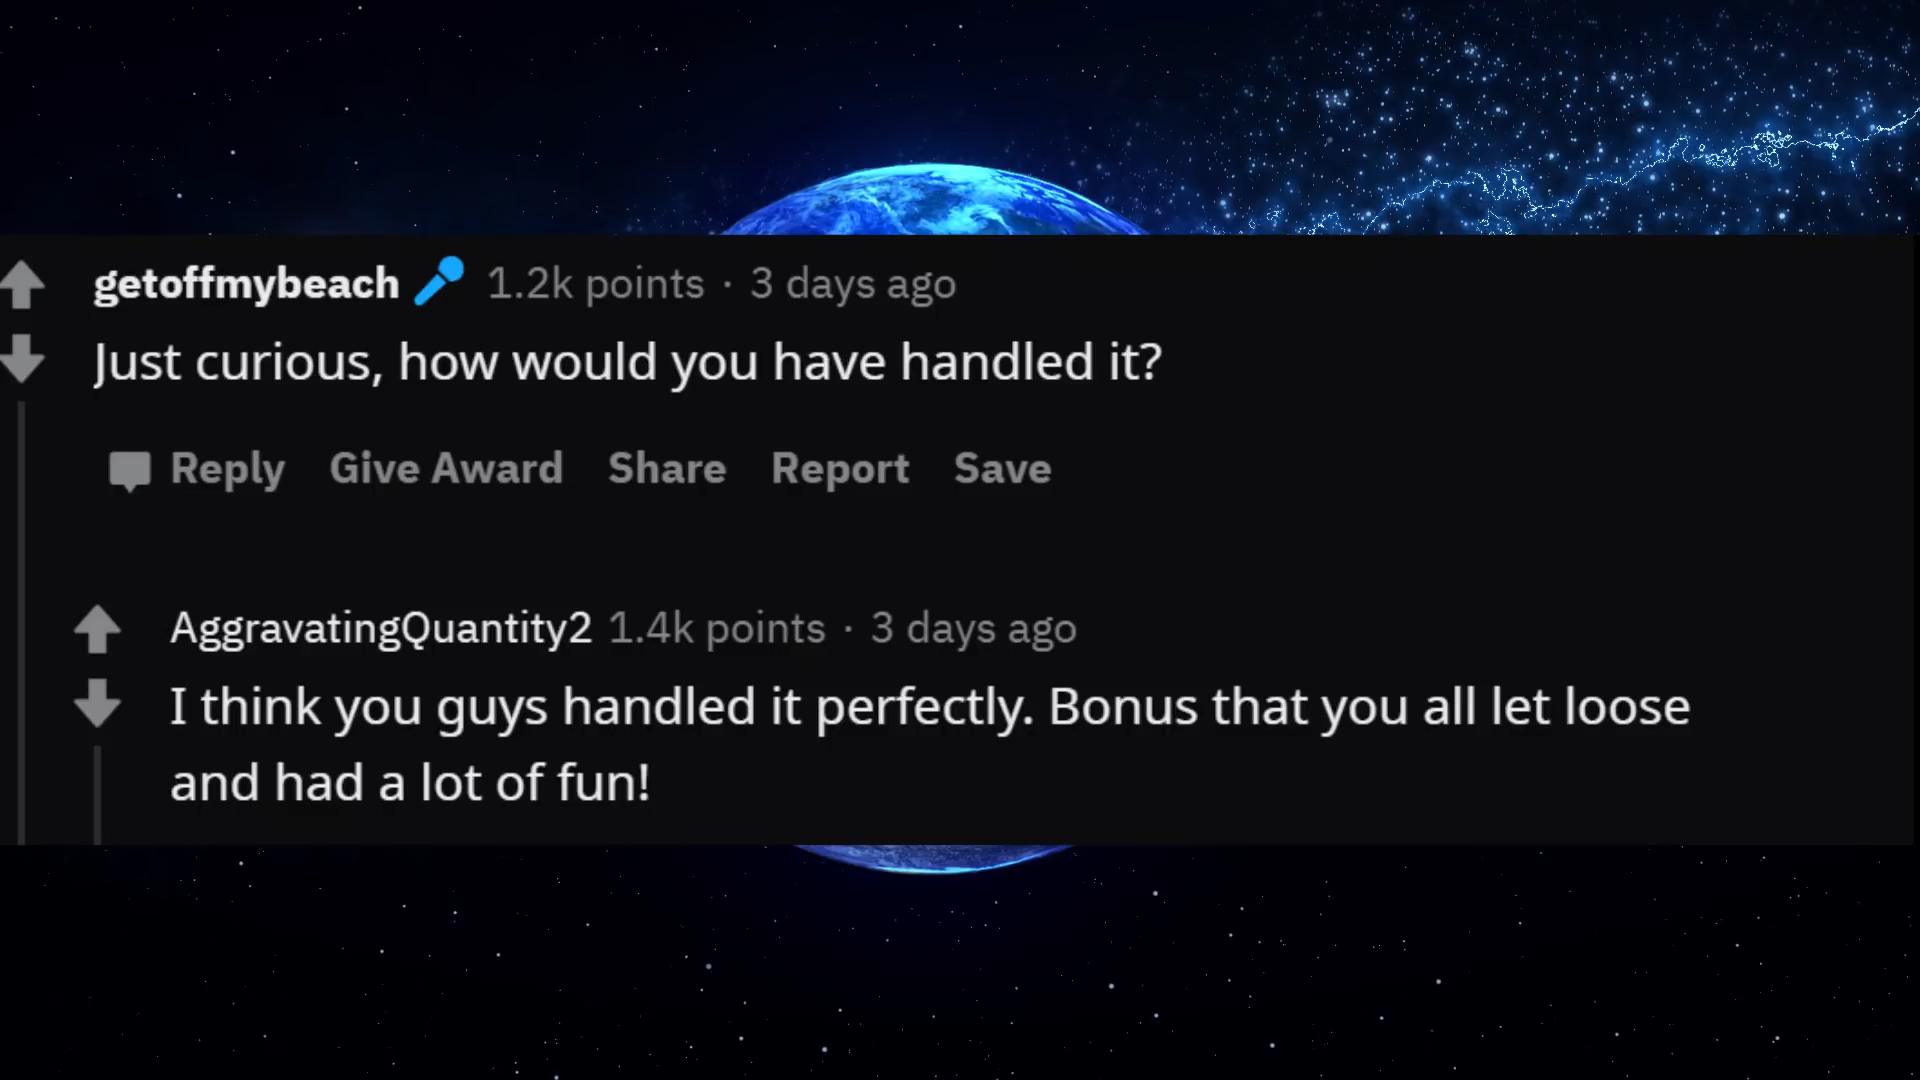 getoffmybeach 1.2k points · 3 days ago
Just curious, how would you have handled it?
Reply Give Award Share Report Save
AggravatingQuantity2 1.4k points · 3 days ago
I think you guys handled it perfectly. Bonus that you all let loose
and had a lot of fun!